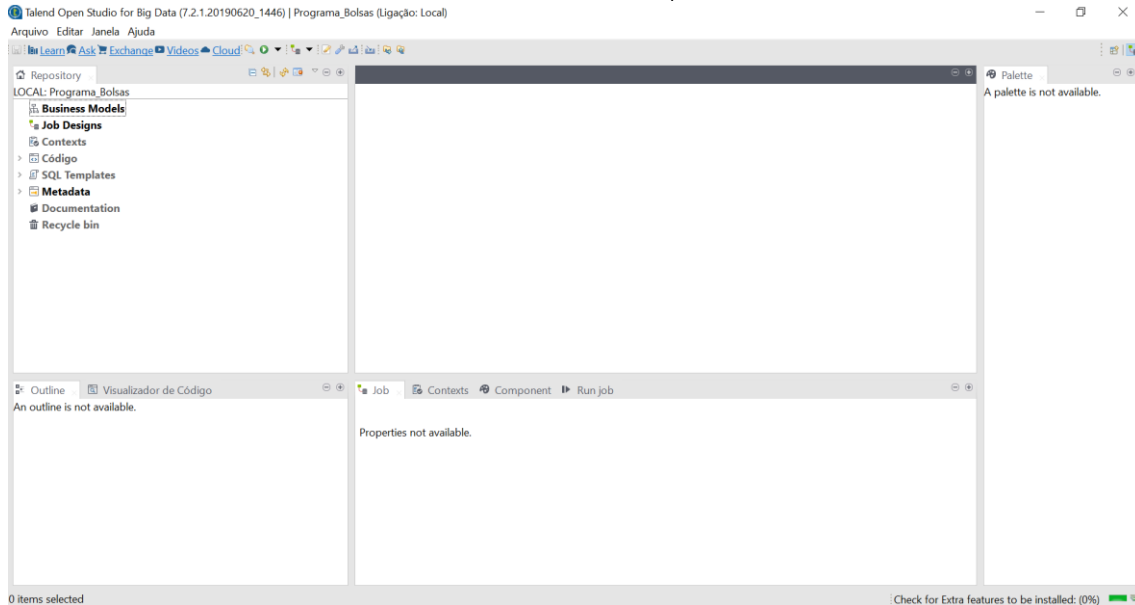 Talend Open Studio for Big Data (7.2.1.20190620_1446) | Programa_Bolsas (Ligação: Local)
Arquivo Editar Janela Ajuda
Learn Ask Exchange Videos Cloud
Repository
LOCAL: Programa_Bolsas
Business Models
Job Designs
Contexts
Código
SQL Templates
Metadata
Documentation
Recycle bin
Palette
A palette is not available.
Outline Visualizador de Código
An outline is not available.
Job Contexts Component Run job
Properties not available.
0 items selected
Check for Extra features to be installed: (0%)